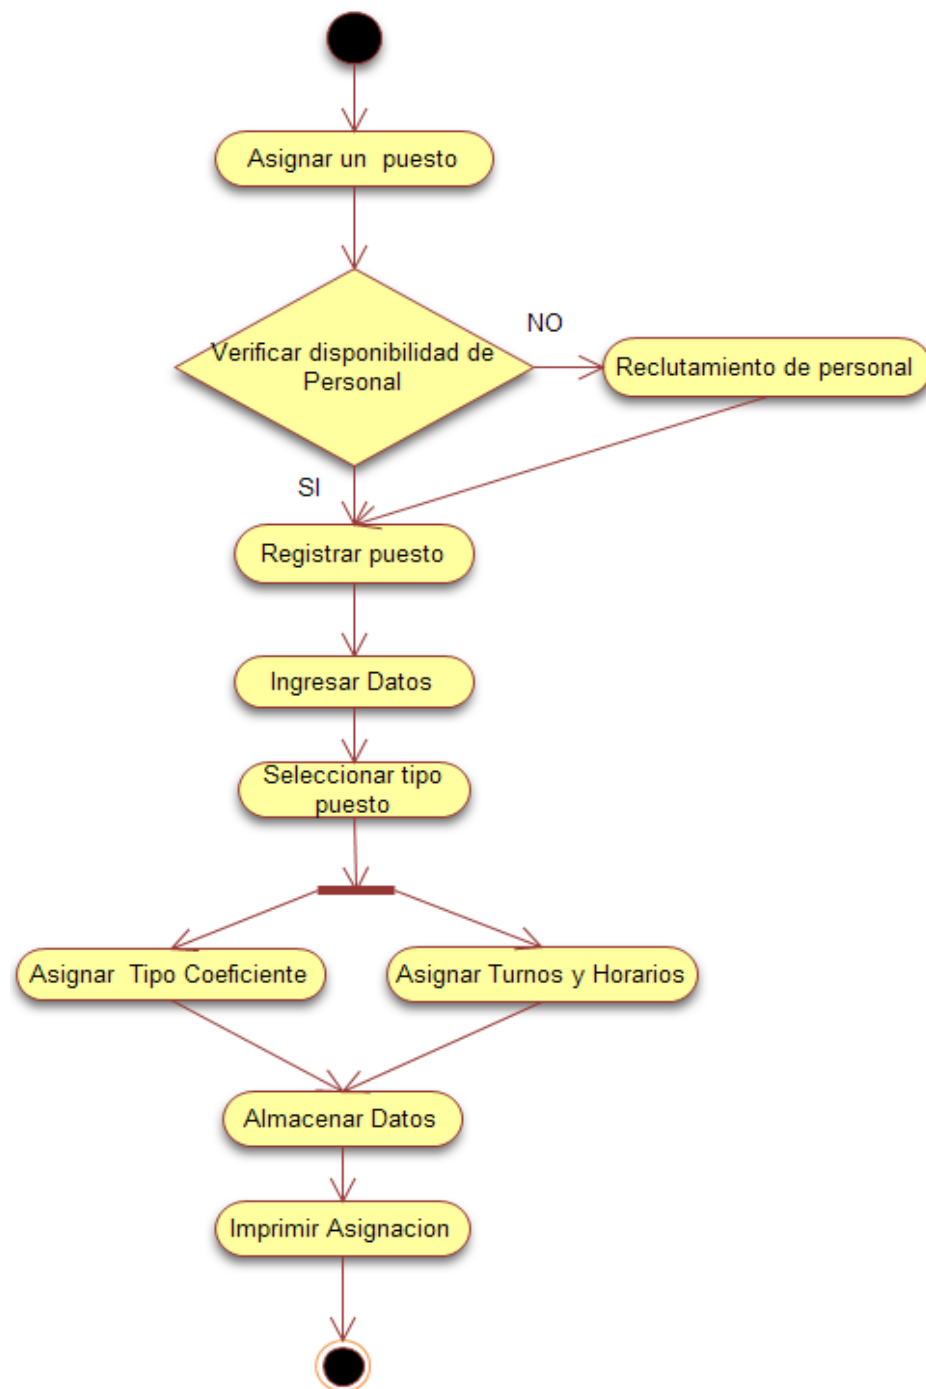 Asignar un  puesto
NO
Verificar disponibilidad de
Personal
Reclutamiento de personal
SI
Registrar puesto
Ingresar Datos
Seleccionar tipo
puesto
Asignar  Tipo Coeficiente
Asignar Turnos y Horarios
Almacenar Datos
Imprimir Asignacion